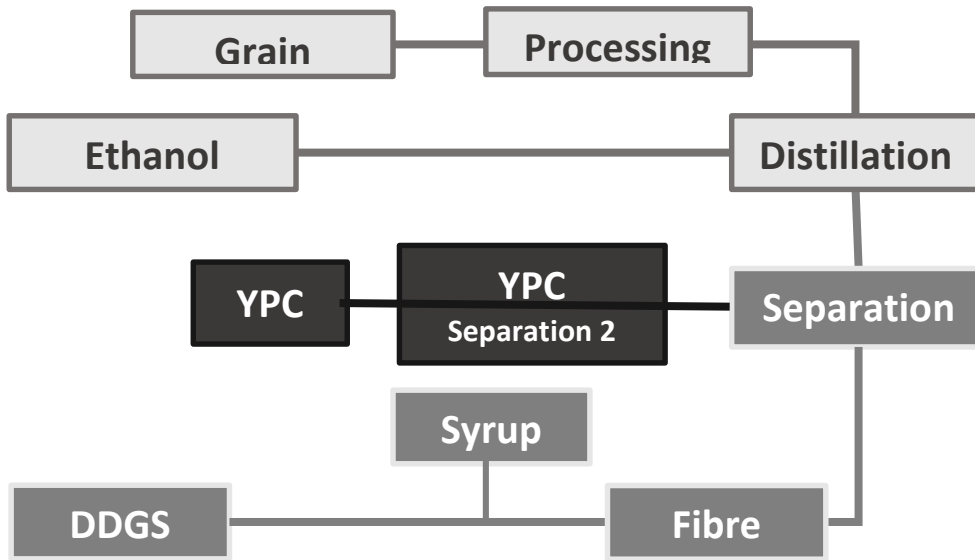 Grain
Processing
Ethanol
Distillation
YPC
YPC
Separation 2
Separation
Syrup
DDGS
Fibre